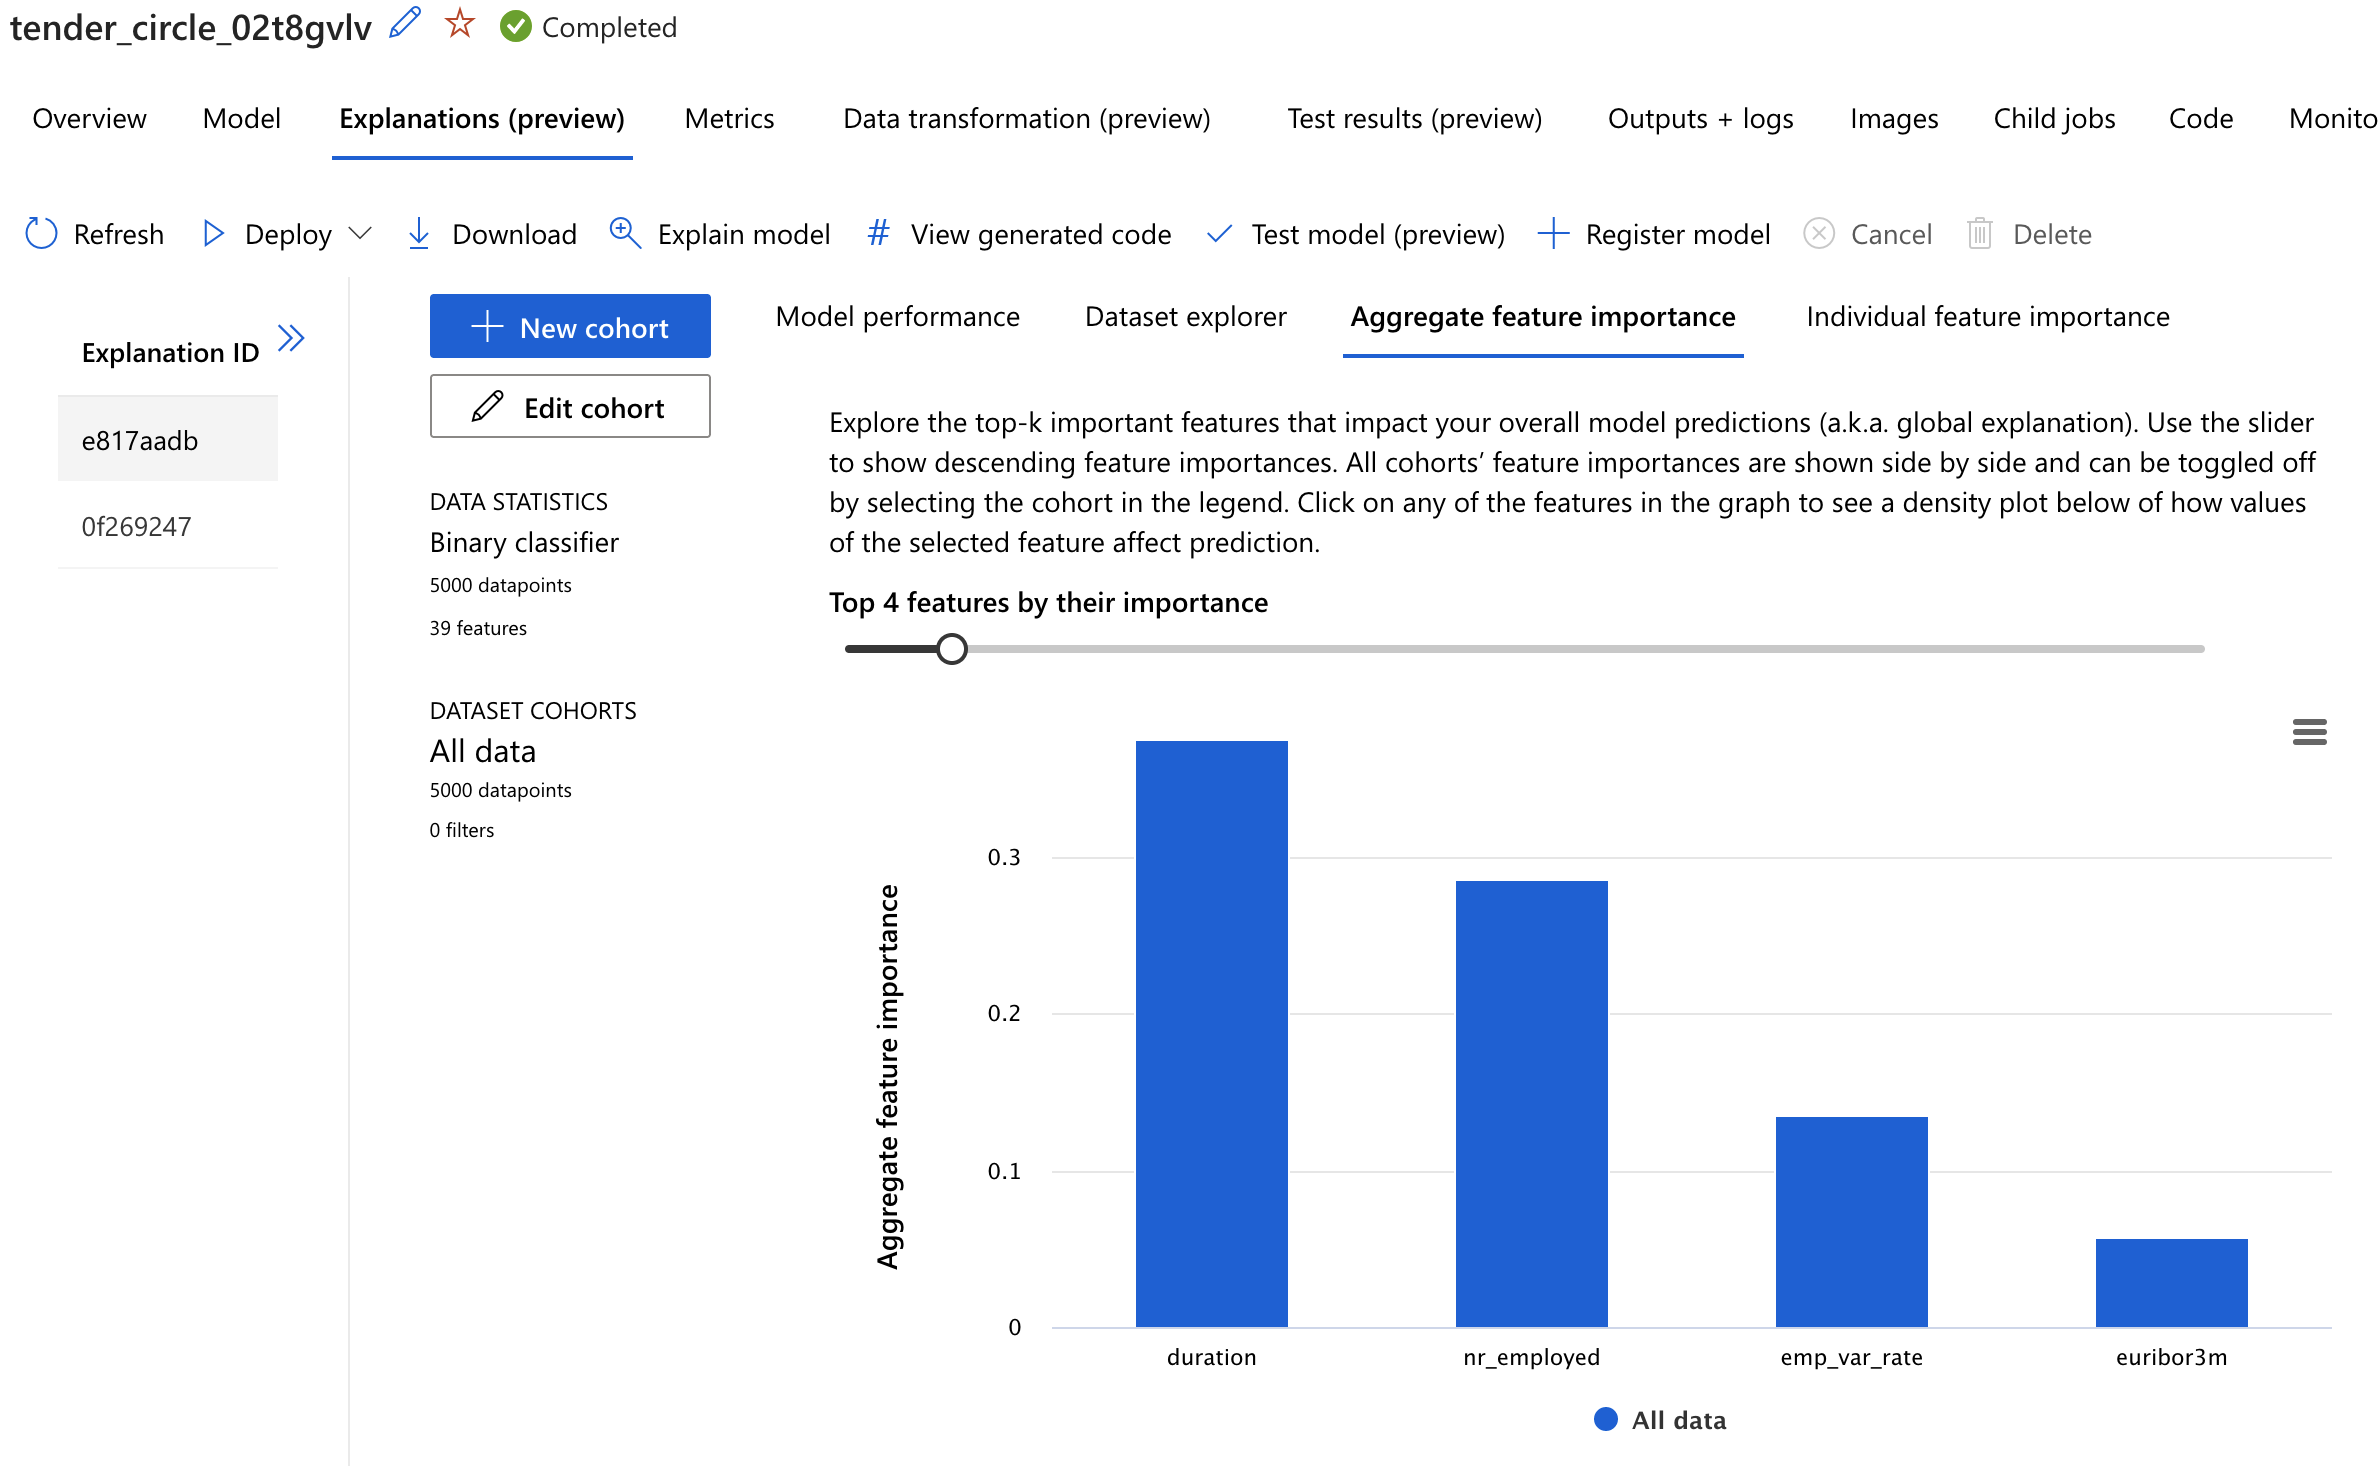 tender_circle_02t8gvlv Completed
Overview Model Explanations (preview) Metrics Data transformation (preview) Test results (preview) Outputs + logs Images Child jobs Code Monito
Refresh Deploy Download Explain model # View generated code Test model (preview) Register model Cancel Delete
Explanation ID
e817aadb
0f269247
New cohort
Edit cohort
DATA STATISTICS
Binary classifier
5000 datapoints
39 features
DATASET COHORTS
All data
5000 datapoints
0 filters
Model performance Dataset explorer Aggregate feature importance Individual feature importance
Explore the top-k important features that impact your overall model predictions (a.k.a. global explanation). Use the slider
to show descending feature importances. All cohorts’ feature importances are shown side by side and can be toggled off
by selecting the cohort in the legend. Click on any of the features in the graph to see a density plot below of how values
of the selected feature affect prediction.
Top 4 features by their importance
Aggregate feature importance
0.3
0.2
0.1
0
duration nr_employed emp_var_rate euribor3m
All data